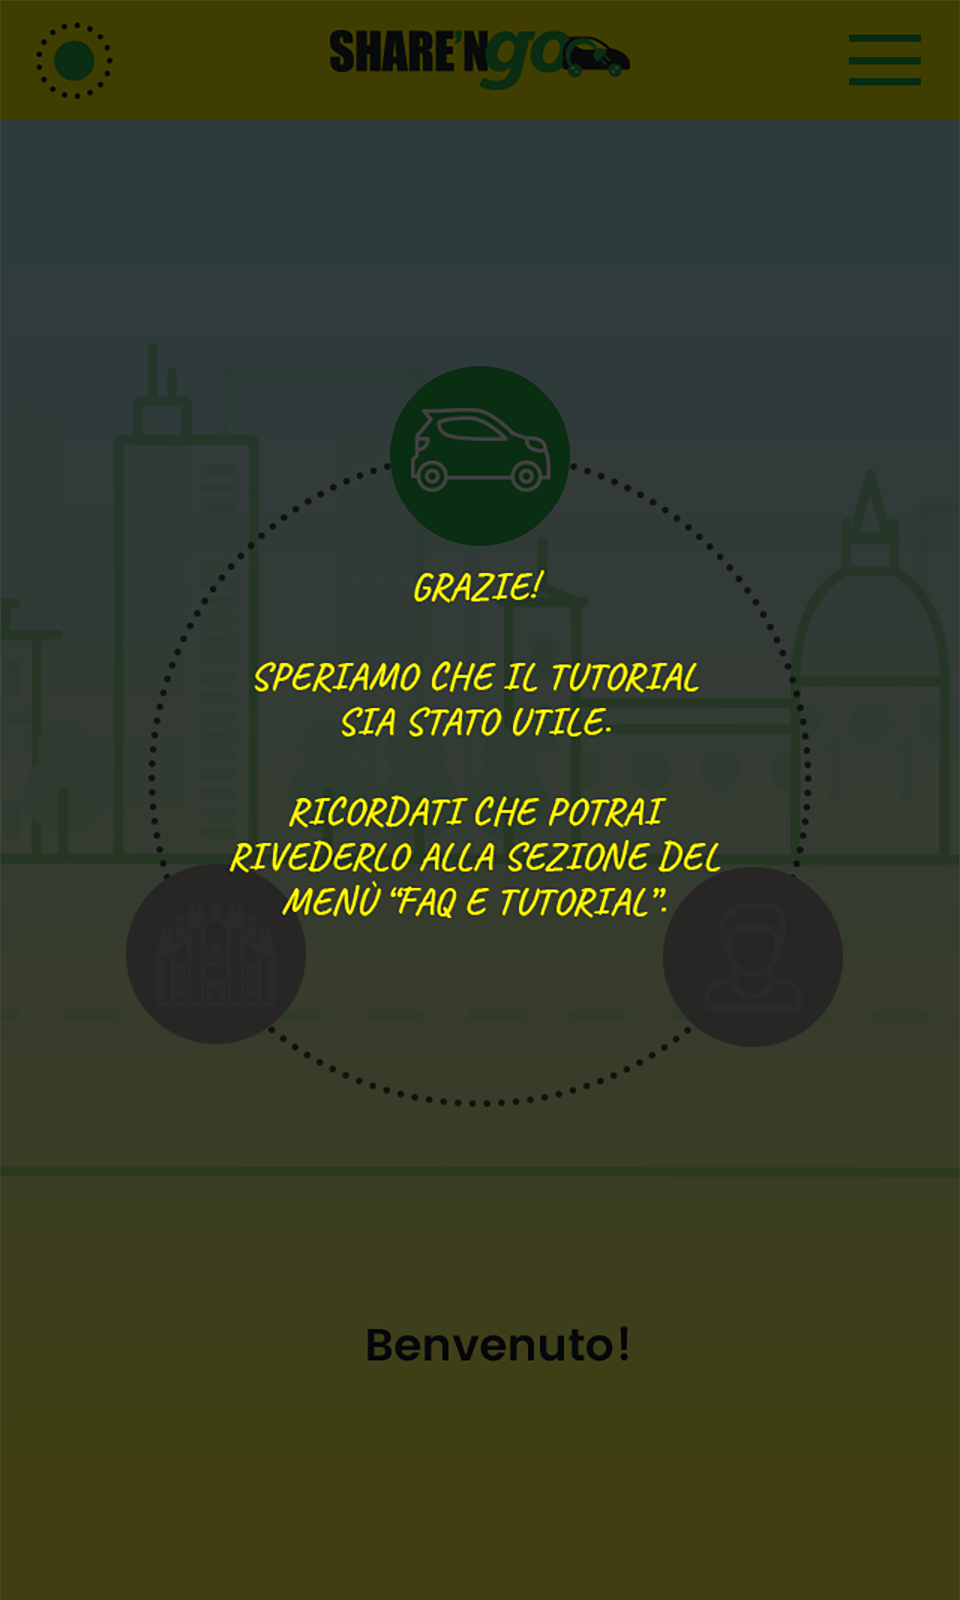 SHARE'NGO
GRAZIE!
SPERIAMO CHE IL TUTORIAL
SIA STATO UTILE.
RICORDATI CHE POTRAI
RIVEDERLO ALLA SEZIONE DEL
MENÙ “FAQ E TUTORIAL”.
Benvenuto!